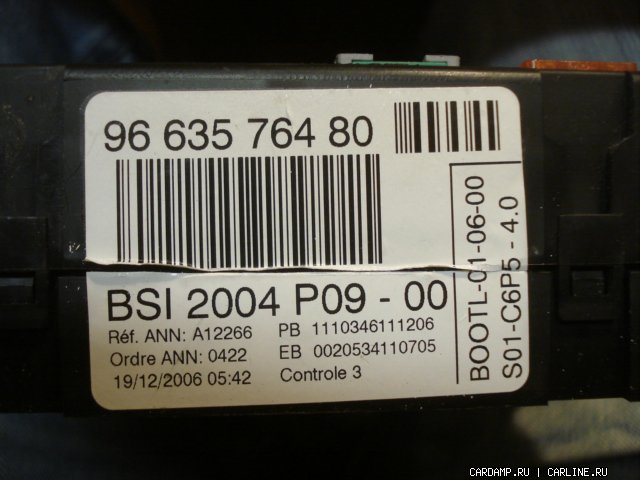 96 635 764 80
BSI 2004 P09 - 00
Réf. ANN: A12266 PB 1110346111206
Ordre ANN: 0422 EB 0020534110705
19/12/2006 05:42 Controle 3
BOOTL-01-06-00
S01-C6P5 - 4.0
CARDAMP.RU | CARLINE.RU